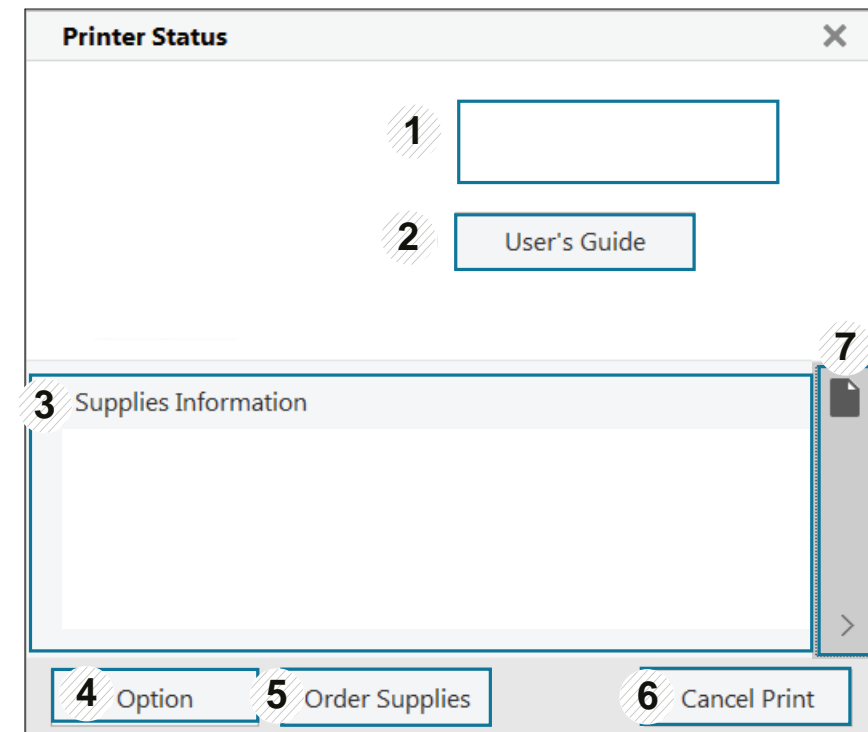 Printer Status
1
2 User's Guide
7
3 Supplies Information
4 Option 5 Order Supplies 6 Cancel Print